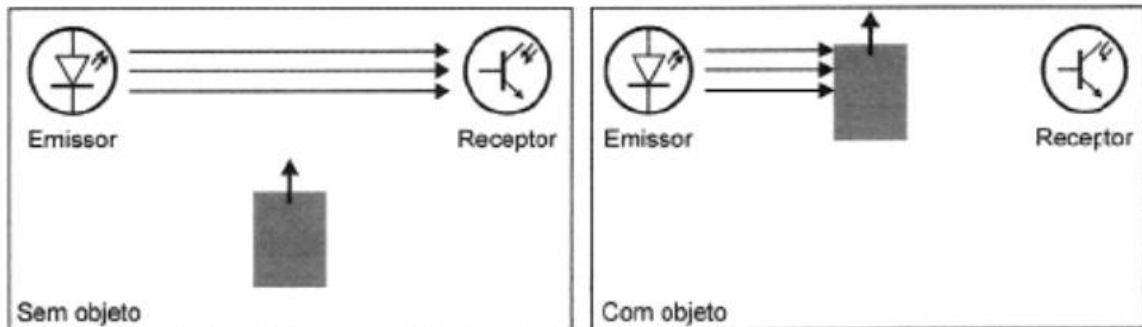 Emissor
Receptor
Sem objeto
Emissor
Receptor
Com objeto